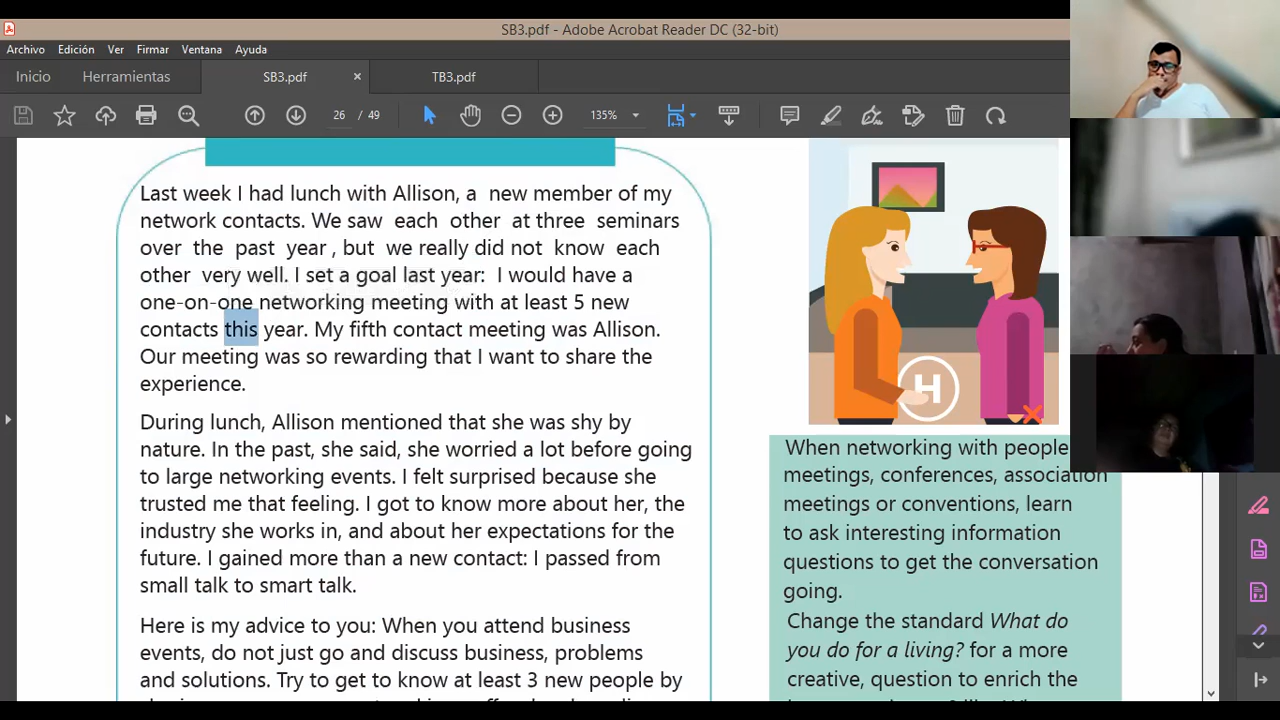 SB3.pdf - Adobe Acrobat Reader DC (32-bit)
Archivo Edición Ver Firmar Ventana Ayuda
Inicio Herramientas SB3.pdf × TB3.pdf
26 / 49 135%
Last week I had lunch with Allison, a new member of my
network contacts. We saw each other at three seminars
over the past year , but we really did not know each
other very well. I set a goal last year: I would have a
one-on-one networking meeting with at least 5 new
contacts this year. My fifth contact meeting was Allison.
Our meeting was so rewarding that I want to share the
experience.
During lunch, Allison mentioned that she was shy by
nature. In the past, she said, she worried a lot before going
to large networking events. I felt surprised because she
trusted me that feeling. I got to know more about her, the
industry she works in, and about her expectations for the
future. I gained more than a new contact: I passed from
small talk to smart talk.
Here is my advice to you: When you attend business
events, do not just go and discuss business, problems
and solutions. Try to get to know at least 3 new people by
H
When networking with people
meetings, conferences, association
meetings or conventions, learn
to ask interesting information
questions to get the conversation
going.
Change the standard What do
you do for a living? for a more
creative, question to enrich the